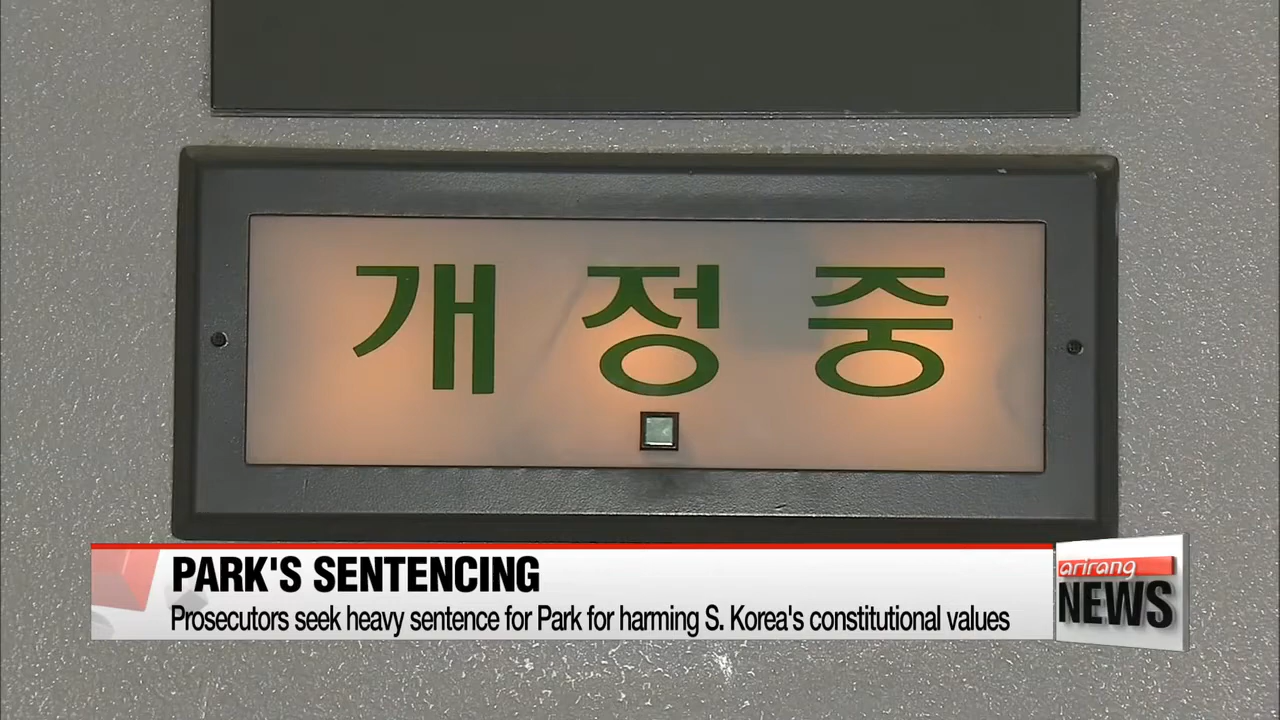 개정중
PARK'S SENTENCING
Prosecutors seek heavy sentence for Park for harming S. Korea's constitutional values
arirang
NEWS